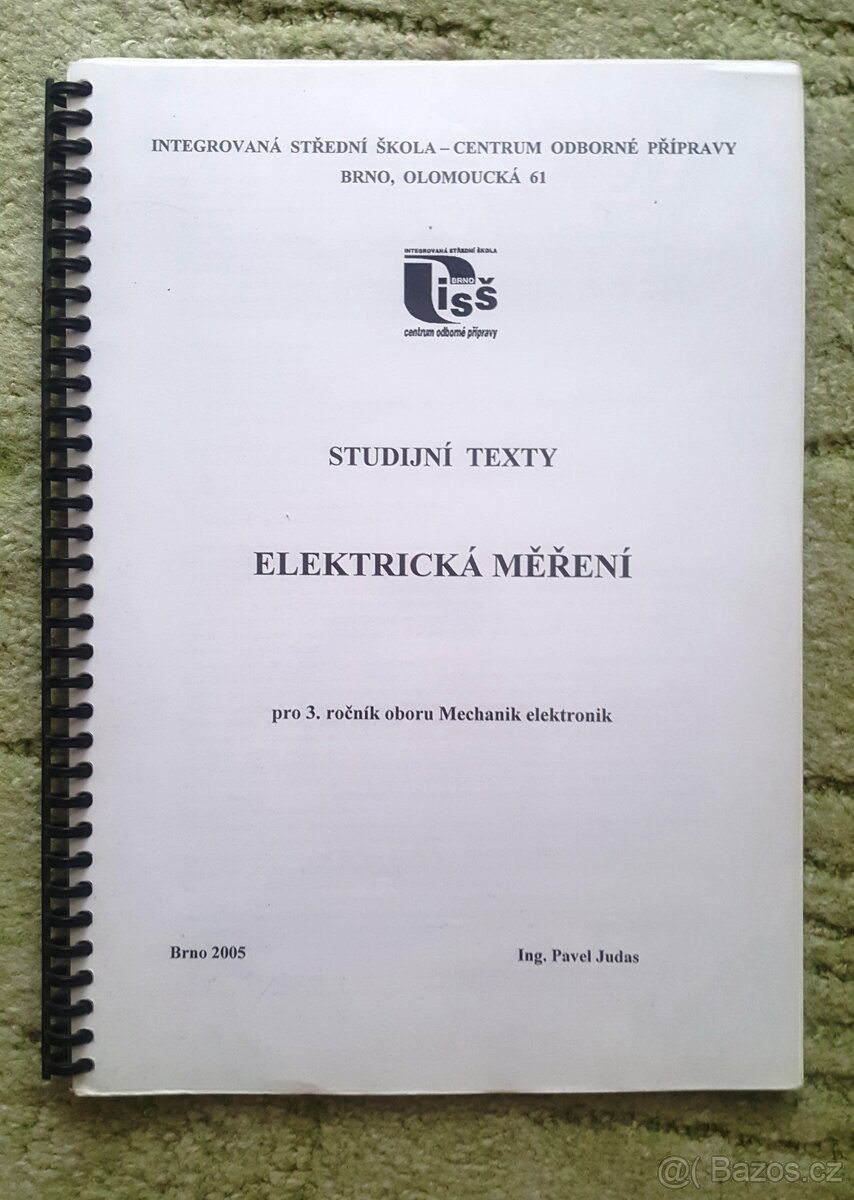 INTEGROVANÁ STŘEDNÍ ŠKOLA – CENTRUM ODBORNÉ PŘÍPRAVY
BRNO, OLOMOUCKÁ 61
INTEGROVANÁ STŘEDNÍ ŠKOLA
BRNO
iSŠ
centrum odborné přípravy
STUDIJNÍ TEXTY
ELEKTRICKÁ MĚŘENÍ
pro 3. ročník oboru Mechanik elektronik
Brno 2005
Ing. Pavel Judas
@( Bazos.cz